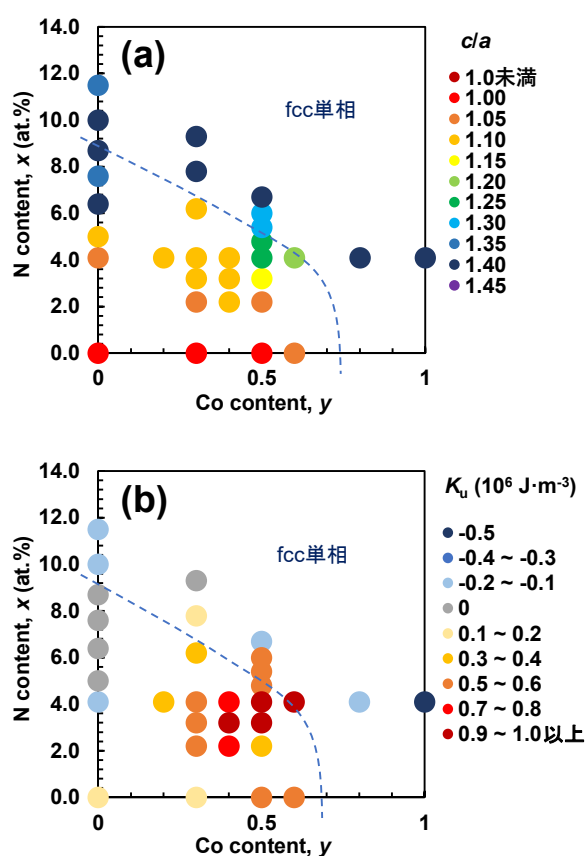 (a)
14.0
12.0
10.0
8.0
6.0
4.0
2.0
0.0
N content, x (at.%)
0
0.5
1
Co content, y
fcc単相
c/a
1.0未満
1.00
1.05
1.10
1.15
1.20
1.25
1.30
1.35
1.40
1.45
(b)
14.0
12.0
10.0
8.0
6.0
4.0
2.0
0.0
N content, x (at.%)
0
0.5
1
Co content, y
fcc単相
Ku (10⁶ J·m⁻³)
-0.5
-0.4 ~ -0.3
-0.2 ~ -0.1
0
0.1 ~ 0.2
0.3 ~ 0.4
0.5 ~ 0.6
0.7 ~ 0.8
0.9 ~ 1.0以上